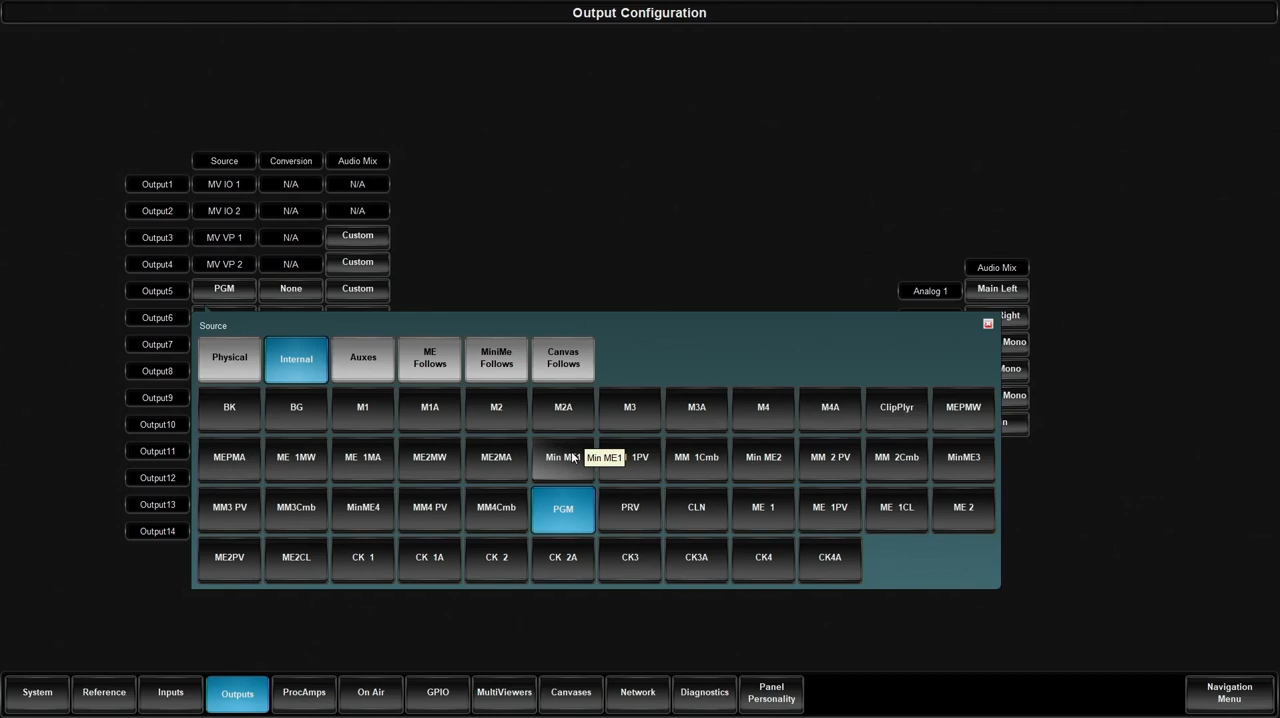 Output Configuration
Source Conversion Audio Mix
Output1 MV IO 1 N/A N/A
Output2 MV IO 2 N/A N/A
Output3 MV VP 1 N/A Custom
Output4 MV VP 2 N/A Custom
Audio Mix
Output5 PGM None Custom
Analog 1 Main Left
Output6
Right
Output7
Mono
Output8
Mono
Output9
Mono
Output10
Output11
Output12
Output13
Output14
Source
Physical Internal Auxes ME Follows MiniMe Follows Canvas Follows
BK BG M1 M1A M2 M2A M3 M3A M4 M4A ClipPlyr MEPMW
MEPMA ME 1MW ME 1MA ME2MW ME2MA Min ME1 Min ME1 1PV MM 1Cmb Min ME2 MM 2 PV MM 2Cmb MinME3
MM3 PV MM3Cmb MinME4 MM4 PV MM4Cmb PGM PRV CLN ME 1 ME 1PV ME 1CL ME 2
ME2PV ME2CL CK 1 CK 1A CK 2 CK 2A CK3 CK3A CK4 CK4A
System Reference Inputs Outputs ProcAmps On Air GPIO MultiViewers Canvases Network Diagnostics Panel Personality Navigation Menu